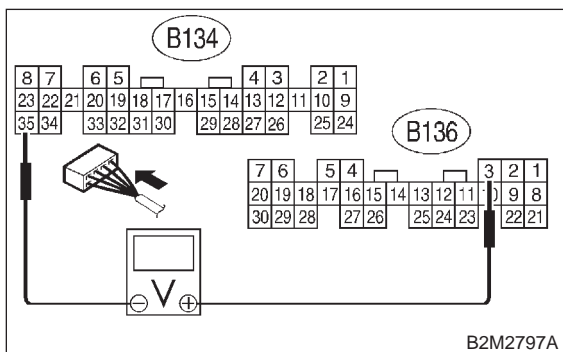 B134
8 7 6 5 4 3 2 1
23 22 21 20 19 18 17 16 15 14 13 12 11 10 9
35 34 33 32 31 30 29 28 27 26 25 24
B136
7 6 5 4 3 2 1
20 19 18 17 16 15 14 13 12 11 10 9 8
30 29 28 27 26 25 24 23 22 21
V
− +
B2M2797A